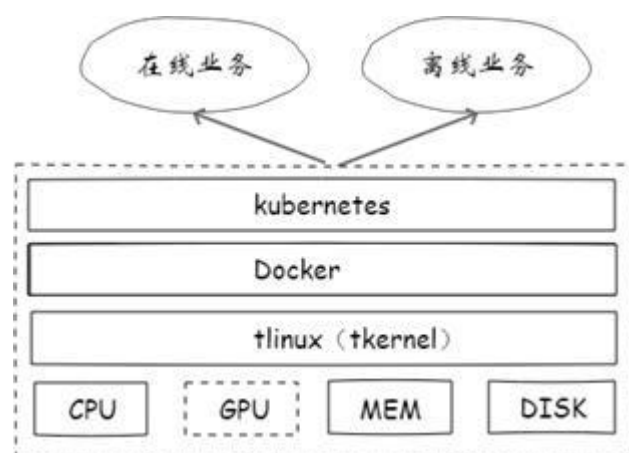 在线业务 离线业务
kubernetes
Docker
tlinux（tkernel）
CPU GPU MEM DISK